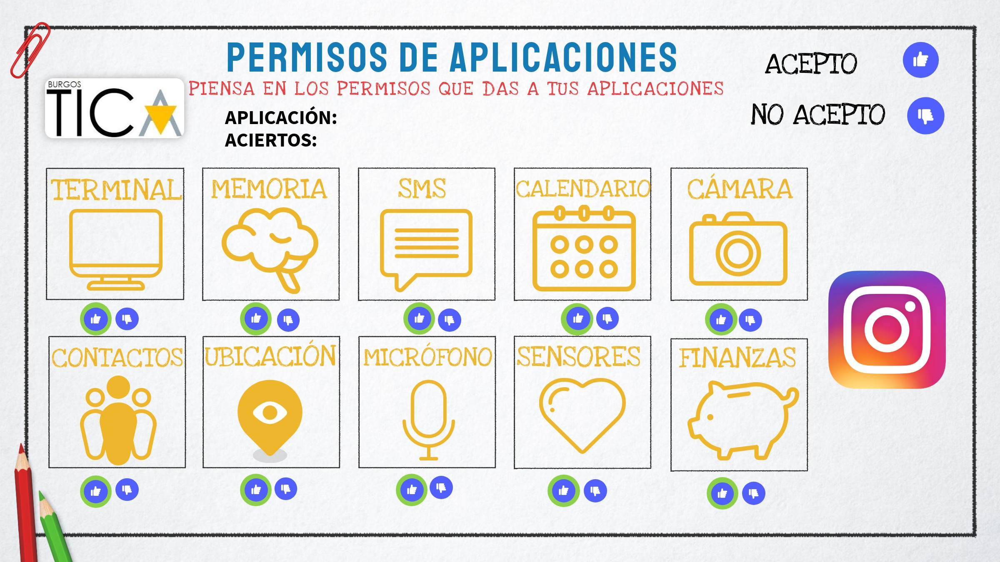 PERMISOS DE APLICACIONES
PIENSA EN LOS PERMISOS QUE DAS A TUS APLICACIONES
BURGOS
TICA
APLICACIÓN:
ACIERTOS:
ACEPTO
NO ACEPTO
TERMINAL
MEMORIA
SMS
CALENDARIO
CÁMARA
CONTACTOS
UBICACIÓN
MICRÓFONO
SENSORES
FINANZAS